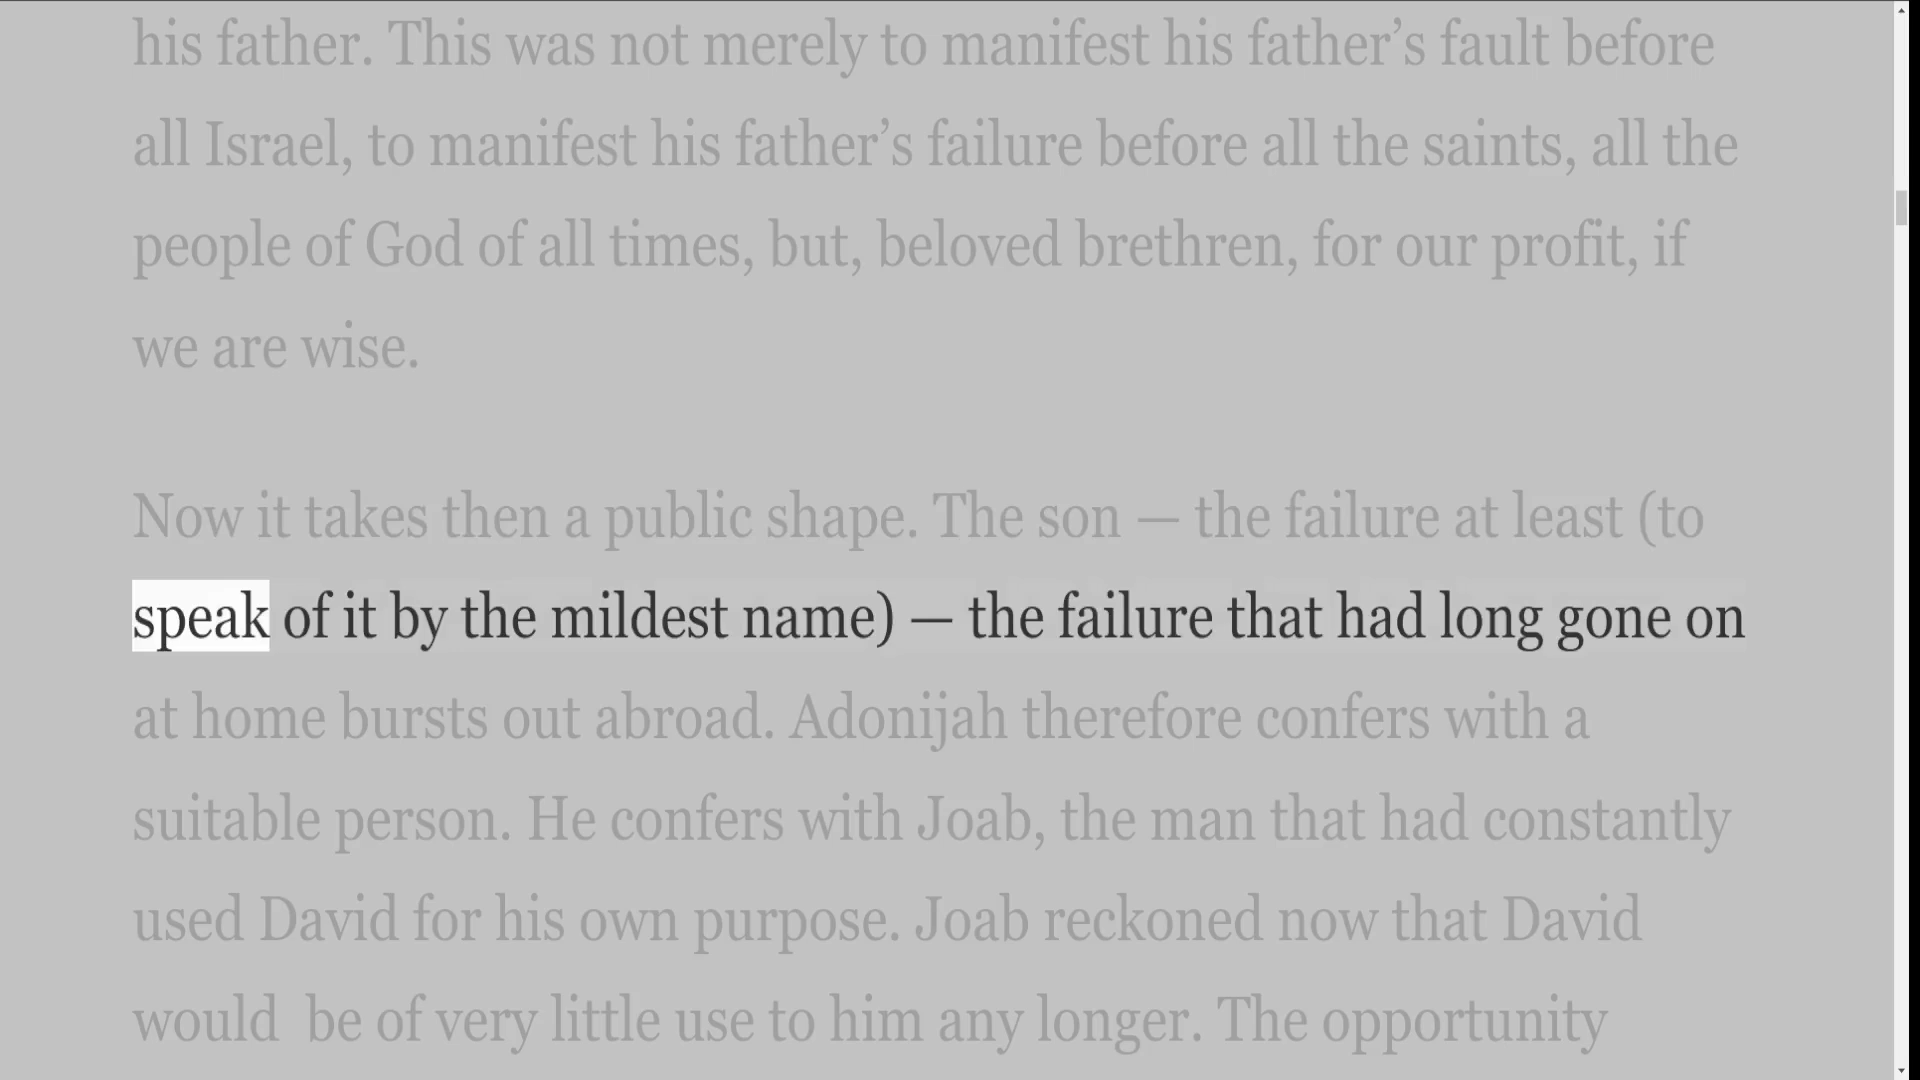 his father. This was not merely to manifest his father’s fault before
all Israel, to manifest his father’s failure before all the saints, all the
people of God of all times, but, beloved brethren, for our profit, if
we are wise.
Now it takes then a public shape. The son — the failure at least (to
speak of it by the mildest name) — the failure that had long gone on
at home bursts out abroad. Adonijah therefore confers with a
suitable person. He confers with Joab, the man that had constantly
used David for his own purpose. Joab reckoned now that David
would  be of very little use to him any longer. The opportunity